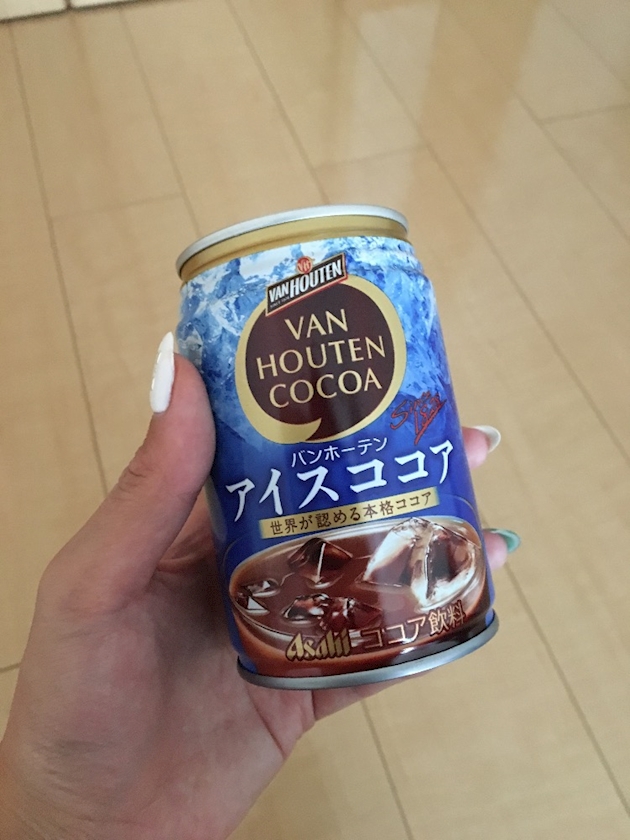 VH
VAN HOUTEN
VAN
HOUTEN
COCOA
バンホーテン
アイスココア
世界が認める本格ココア
Asahi ココア飲料